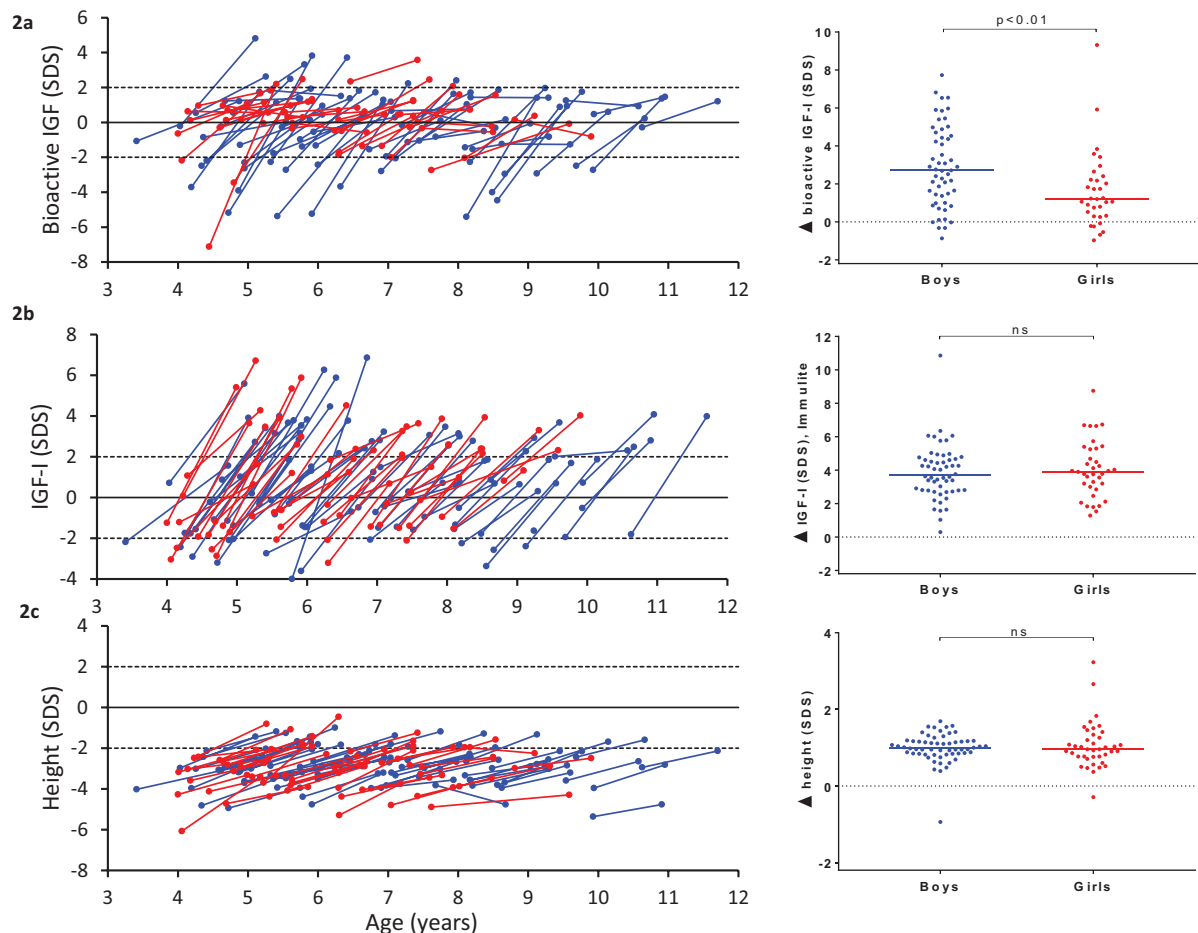 2a
Bioactive IGF (SDS)
6
4
2
0
-2
-4
-6
-8
3 4 5 6 7 8 9 10 11 12
▲ bioactive IGF-I (SDS)
p<0.01
10
8
6
4
2
0
-2
Boys Girls
2b
IGF-I (SDS)
8
6
4
2
0
-2
-4
3 4 5 6 7 8 9 10 11 12
▲ IGF-I (SDS), Immulite
ns
12
10
8
6
4
2
0
-2
Boys Girls
2c
Height (SDS)
4
2
0
-2
-4
-6
-8
3 4 5 6 7 8 9 10 11 12
Age (years)
▲ height (SDS)
ns
4
2
0
-2
Boys Girls